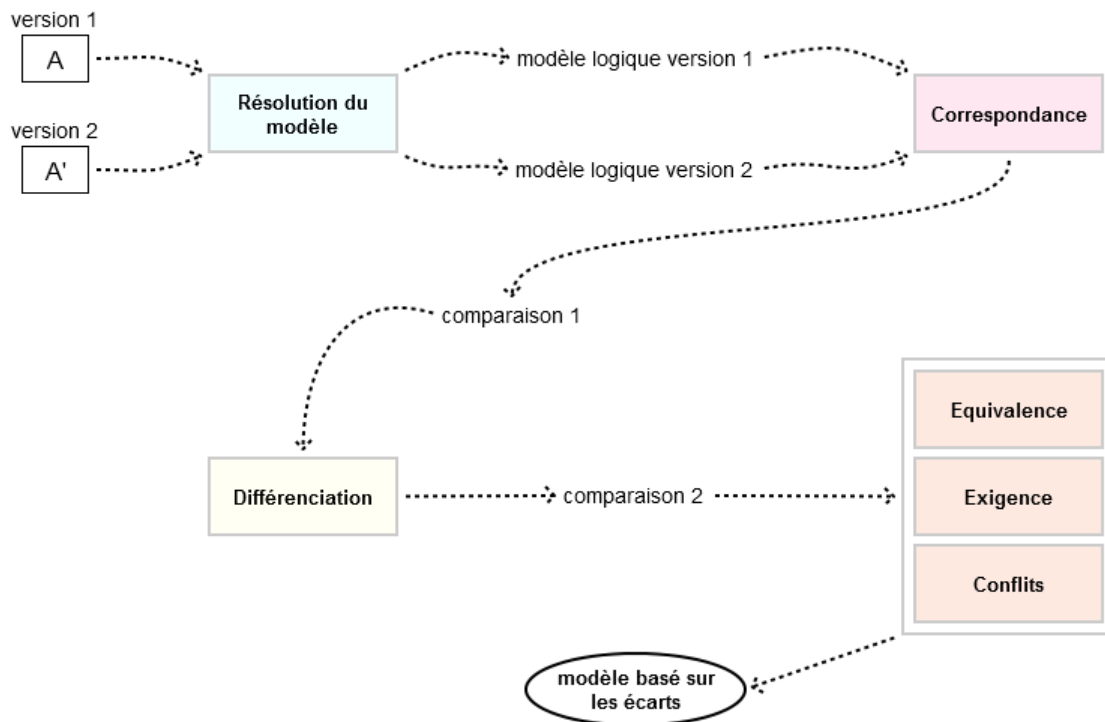 version 1
A
version 2
A'
Résolution du
modèle
modèle logique version 1
modèle logique version 2
Correspondance
comparaison 1
Différenciation
comparaison 2
Equivalence
Exigence
Conflits
modèle basé sur
les écarts